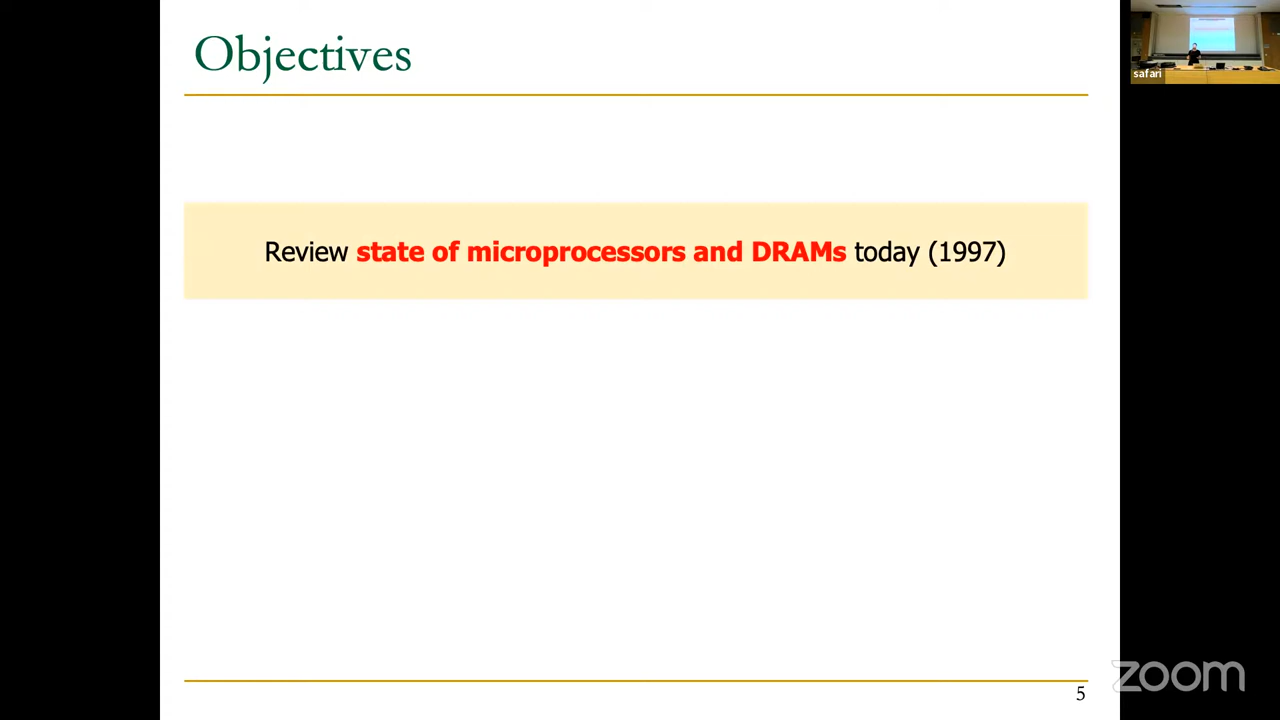 Objectives
safari
Review state of microprocessors and DRAMs today (1997)
5
zoom